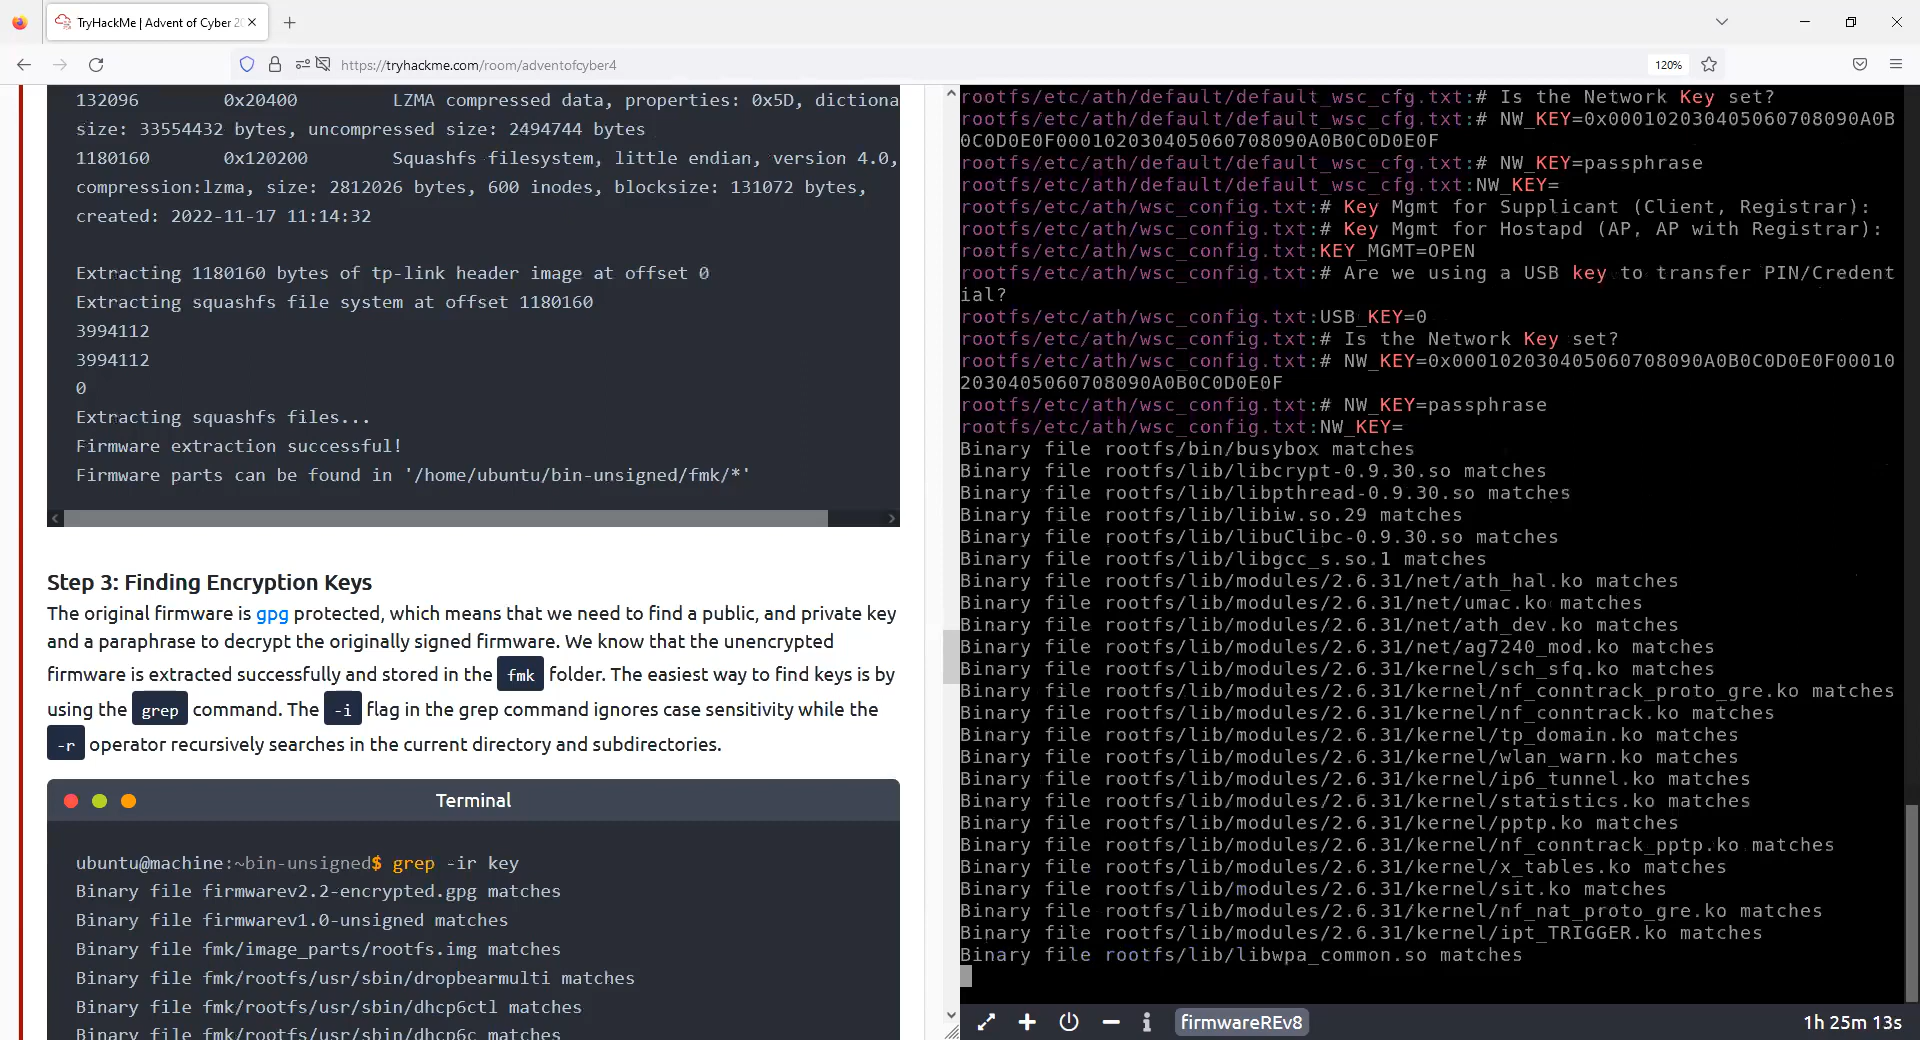 TryHackMe | Advent of Cyber 20
https://tryhackme.com/room/adventofcyber4
120%
132096 0x20400 LZMA compressed data, properties: 0x5D, dictiona
size: 33554432 bytes, uncompressed size: 2494744 bytes
1180160 0x120200 Squashfs filesystem, little endian, version 4.0,
compression:lzma, size: 2812026 bytes, 600 inodes, blocksize: 131072 bytes,
created: 2022-11-17 11:14:32
Extracting 1180160 bytes of tp-link header image at offset 0
Extracting squashfs file system at offset 1180160
3994112
3994112
0
Extracting squashfs files...
Firmware extraction successful!
Firmware parts can be found in '/home/ubuntu/bin-unsigned/fmk/*'
Step 3: Finding Encryption Keys
The original firmware is gpg protected, which means that we need to find a public, and private key
and a paraphrase to decrypt the originally signed firmware. We know that the unencrypted
firmware is extracted successfully and stored in the fmk folder. The easiest way to find keys is by
using the grep command. The -i flag in the grep command ignores case sensitivity while the
-r operator recursively searches in the current directory and subdirectories.
Terminal
ubuntu@machine:~bin-unsigned$ grep -ir key
Binary file firmwarev2.2-encrypted.gpg matches
Binary file firmwarev1.0-unsigned matches
Binary file fmk/image_parts/rootfs.img matches
Binary file fmk/rootfs/usr/sbin/dropbearmulti matches
Binary file fmk/rootfs/usr/sbin/dhcp6ctl matches
Binary file fmk/rootfs/usr/sbin/dhcp6c matches
rootfs/etc/ath/default/default_wsc_cfg.txt:# Is the Network Key set?
rootfs/etc/ath/default/default_wsc_cfg.txt:# NW_KEY=0x000102030405060708090A0B
0C0D0E0F000102030405060708090A0B0C0D0E0F
rootfs/etc/ath/default/default_wsc_cfg.txt:# NW_KEY=passphrase
rootfs/etc/ath/default/default_wsc_cfg.txt:NW_KEY=
rootfs/etc/ath/wsc_config.txt:# Key Mgmt for Supplicant (Client, Registrar):
rootfs/etc/ath/wsc_config.txt:# Key Mgmt for Hostapd (AP, AP with Registrar):
rootfs/etc/ath/wsc_config.txt:KEY_MGMT=OPEN
rootfs/etc/ath/wsc_config.txt:# Are we using a USB key to transfer PIN/Credent
ial?
rootfs/etc/ath/wsc_config.txt:USB_KEY=0
rootfs/etc/ath/wsc_config.txt:# Is the Network Key set?
rootfs/etc/ath/wsc_config.txt:# NW_KEY=0x000102030405060708090A0B0C0D0E0F00010
2030405060708090A0B0C0D0E0F
rootfs/etc/ath/wsc_config.txt:# NW_KEY=passphrase
rootfs/etc/ath/wsc_config.txt:NW_KEY=
Binary file rootfs/bin/busybox matches
Binary file rootfs/lib/libcrypt-0.9.30.so matches
Binary file rootfs/lib/libpthread-0.9.30.so matches
Binary file rootfs/lib/libiw.so.29 matches
Binary file rootfs/lib/libuClibc-0.9.30.so matches
Binary file rootfs/lib/libgcc_s.so.1 matches
Binary file rootfs/lib/modules/2.6.31/net/ath_hal.ko matches
Binary file rootfs/lib/modules/2.6.31/net/umac.ko matches
Binary file rootfs/lib/modules/2.6.31/net/ath_dev.ko matches
Binary file rootfs/lib/modules/2.6.31/net/ag7240_mod.ko matches
Binary file rootfs/lib/modules/2.6.31/kernel/sch_sfq.ko matches
Binary file rootfs/lib/modules/2.6.31/kernel/nf_conntrack_proto_gre.ko matches
Binary file rootfs/lib/modules/2.6.31/kernel/nf_conntrack.ko matches
Binary file rootfs/lib/modules/2.6.31/kernel/tp_domain.ko matches
Binary file rootfs/lib/modules/2.6.31/kernel/wlan_warn.ko matches
Binary file rootfs/lib/modules/2.6.31/kernel/ip6_tunnel.ko matches
Binary file rootfs/lib/modules/2.6.31/kernel/statistics.ko matches
Binary file rootfs/lib/modules/2.6.31/kernel/pptp.ko matches
Binary file rootfs/lib/modules/2.6.31/kernel/nf_conntrack_pptp.ko matches
Binary file rootfs/lib/modules/2.6.31/kernel/x_tables.ko matches
Binary file rootfs/lib/modules/2.6.31/kernel/sit.ko matches
Binary file rootfs/lib/modules/2.6.31/kernel/nf_nat_proto_gre.ko matches
Binary file rootfs/lib/modules/2.6.31/kernel/ipt_TRIGGER.ko matches
Binary file rootfs/lib/libwpa_common.so matches
firmwareREv8
1h 25m 13s